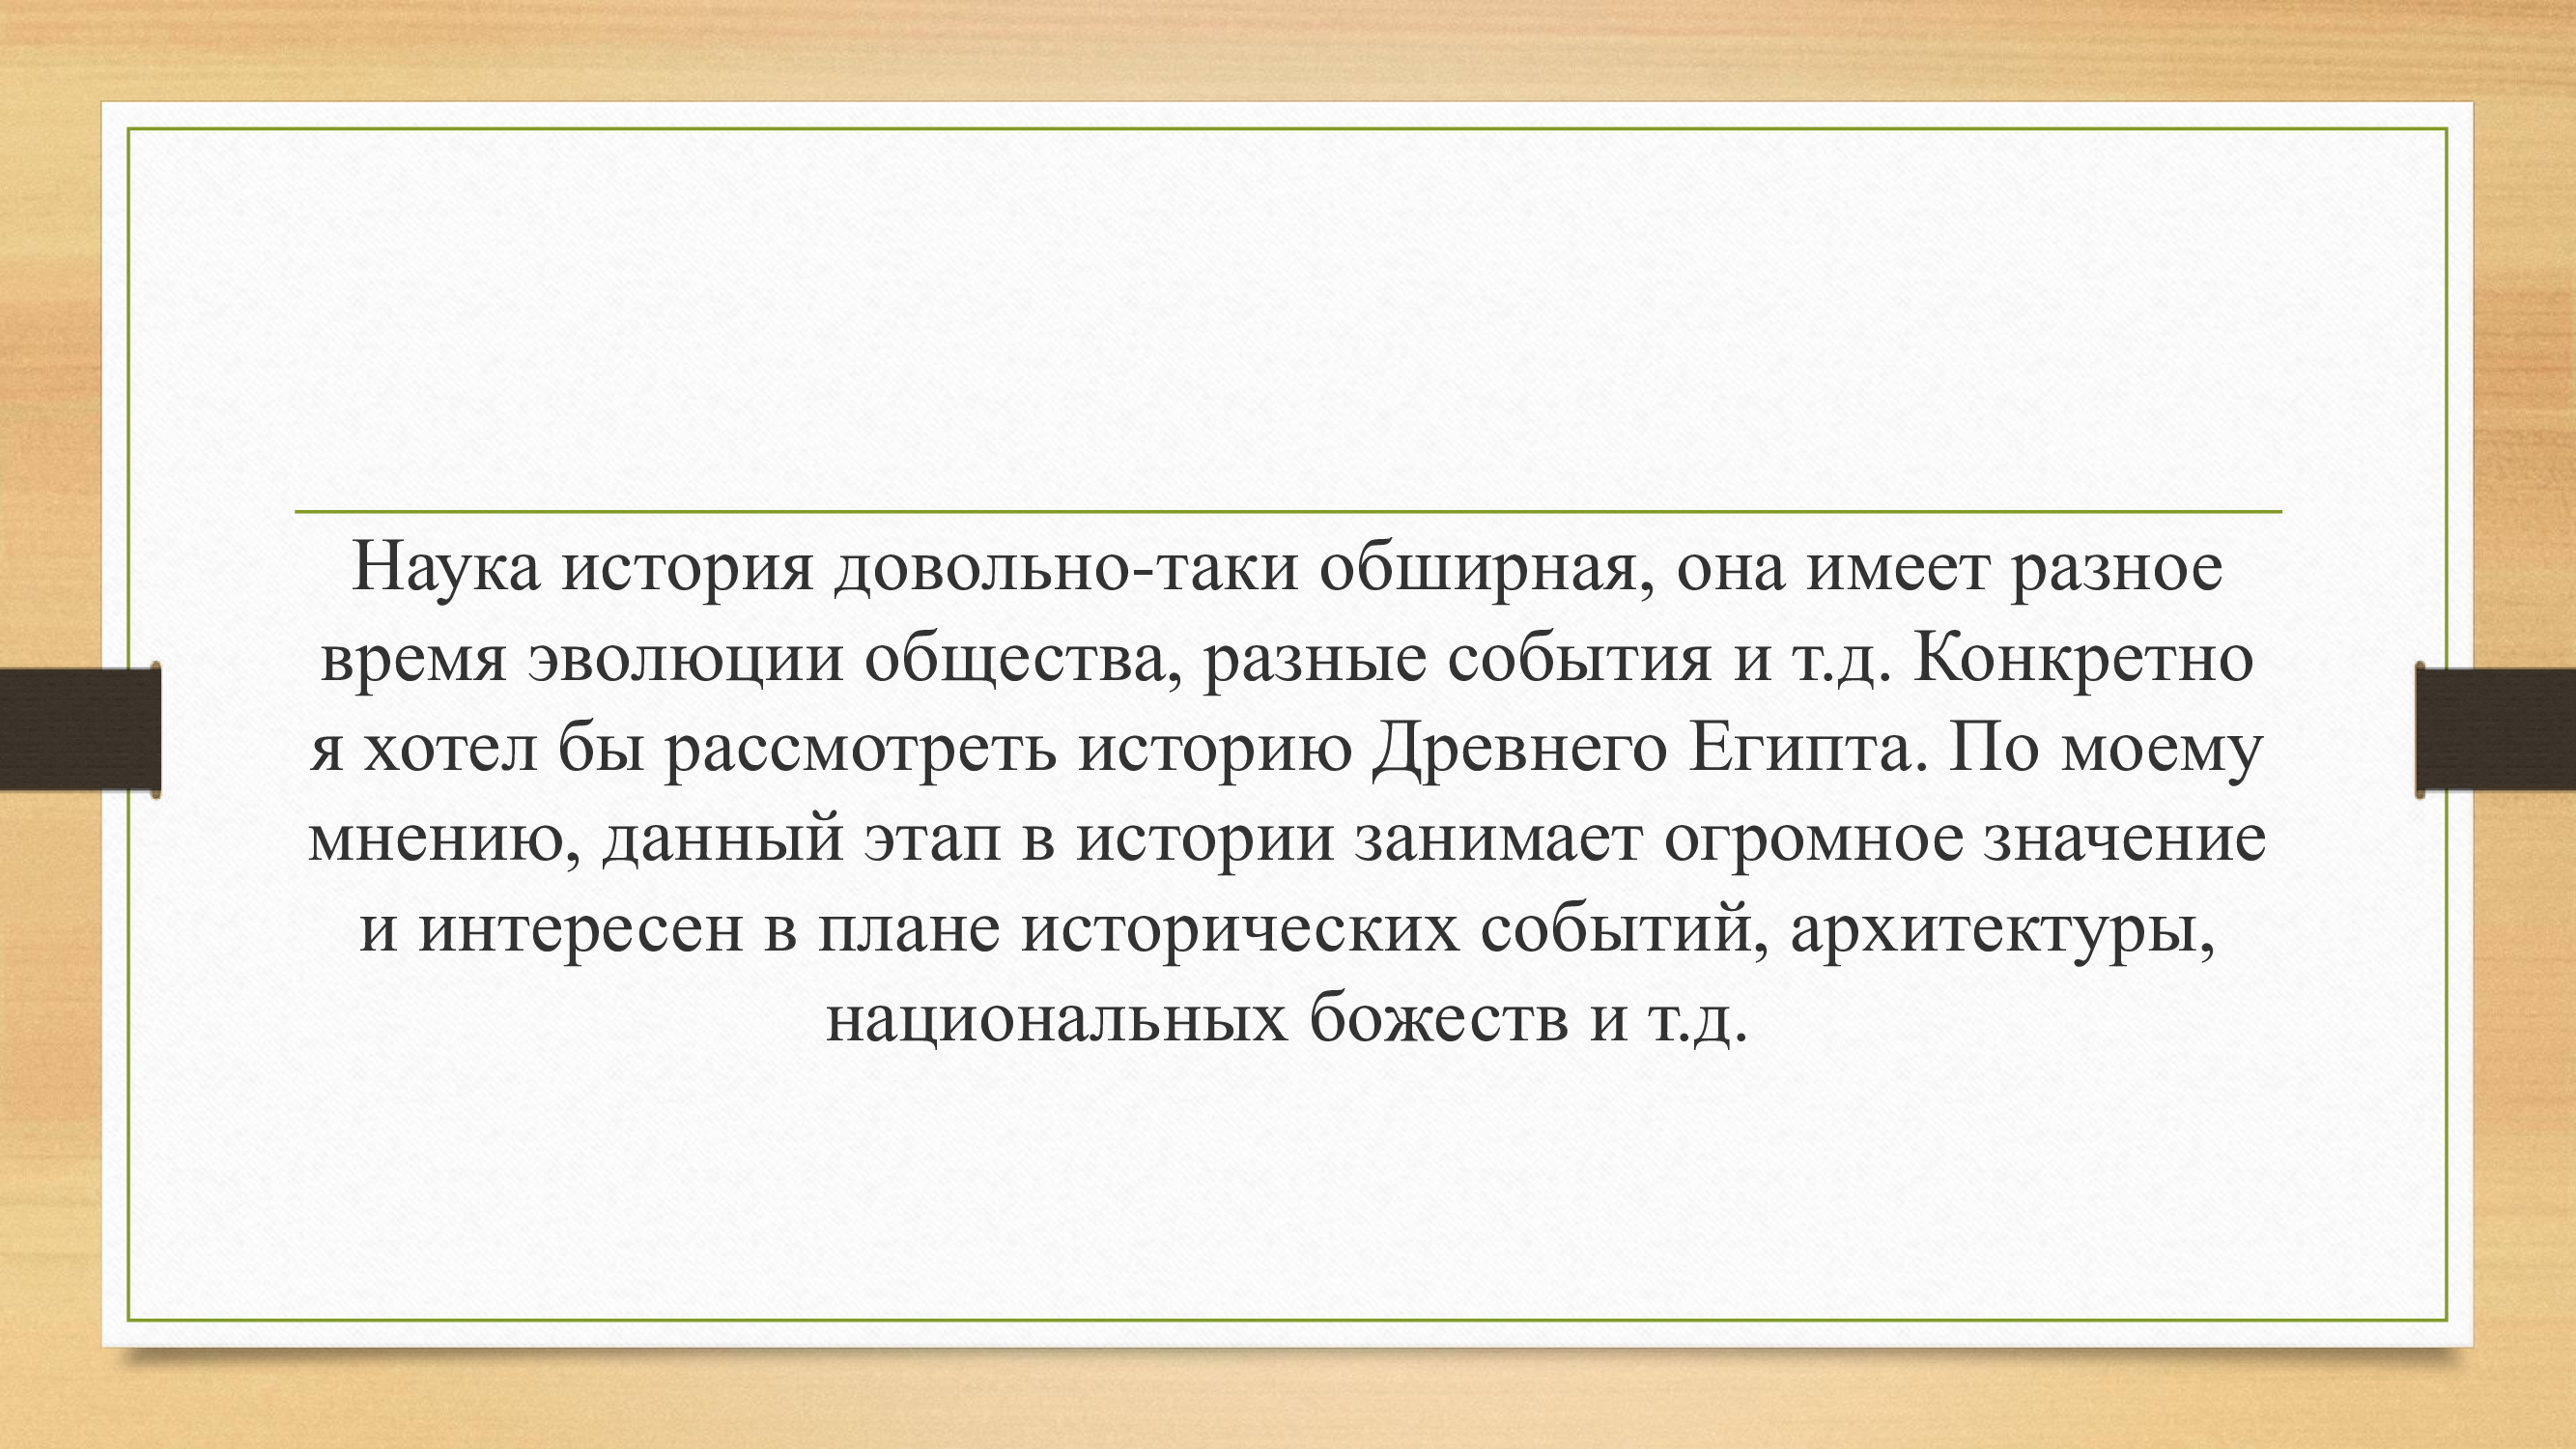 Наука история довольно-таки обширная, она имеет разное
время эволюции общества, разные события и т.д. Конкретно
я хотел бы рассмотреть историю Древнего Египта. По моему
мнению, данный этап в истории занимает огромное значение
и интересен в плане исторических событий, архитектуры,
национальных божеств и т.д.